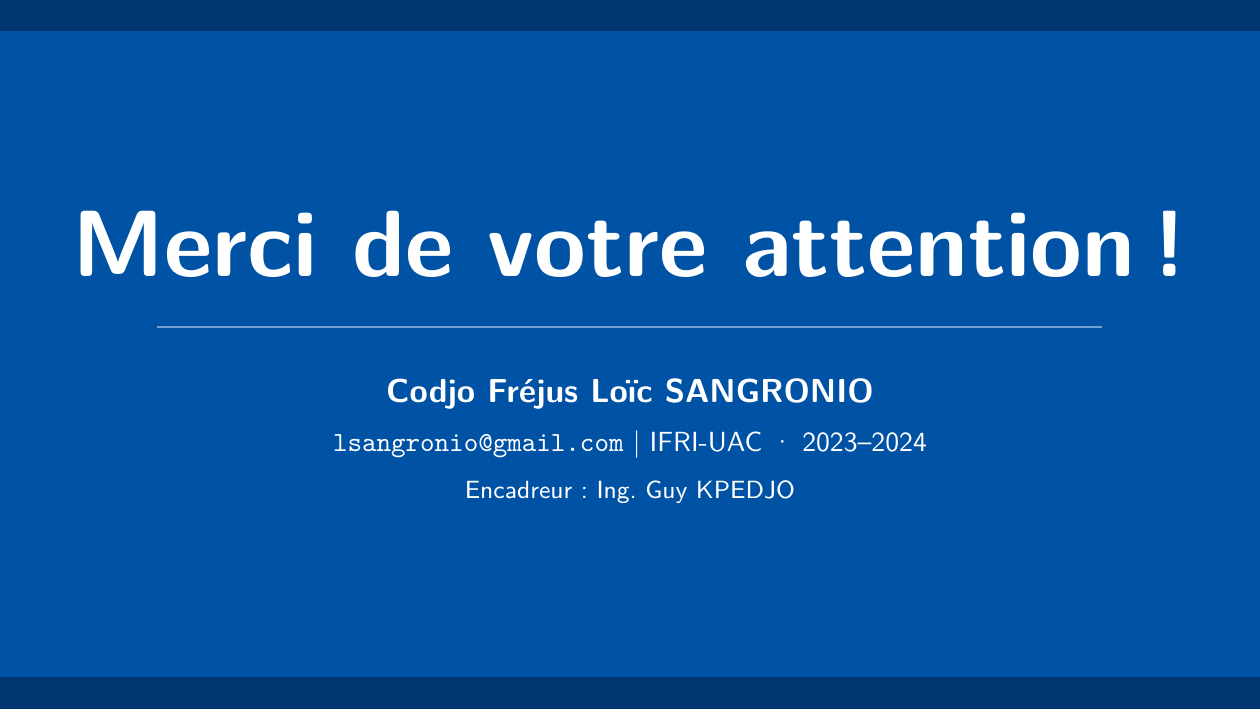 Merci de votre attention !
Codjo Fréjus Loïc SANGRONIO
lsangronio@gmail.com | IFRI-UAC · 2023–2024
Encadreur : Ing. Guy KPEDJO